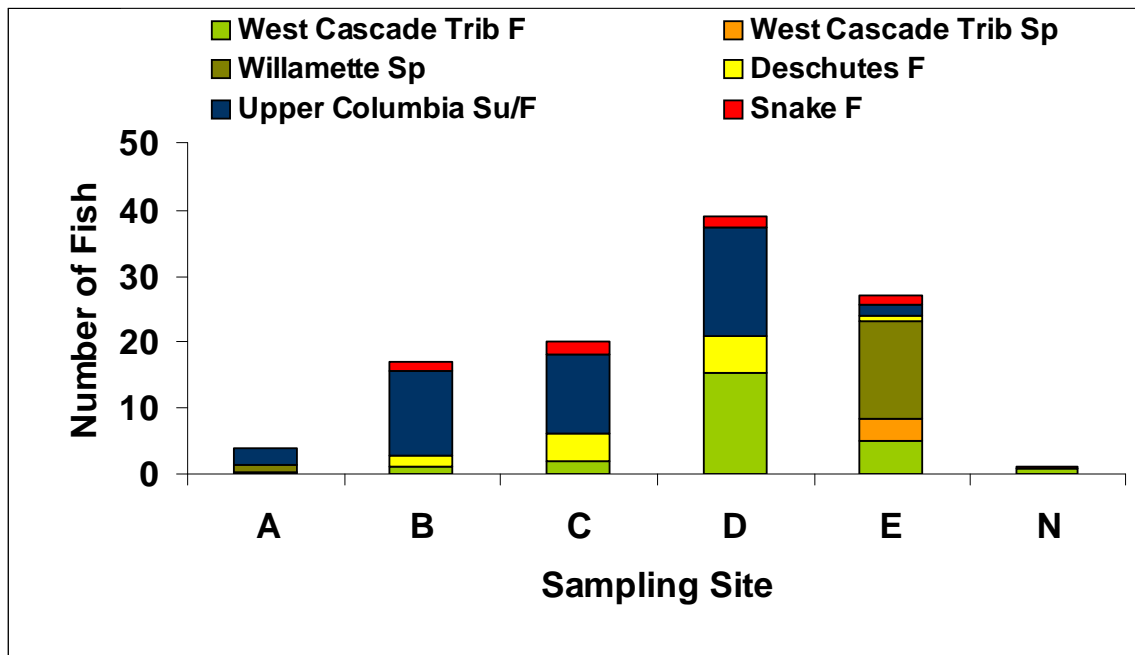 West Cascade Trib F
West Cascade Trib Sp
Willamette Sp
Deschutes F
Upper Columbia Su/F
Snake F
50
40
30
20
10
0
Number of Fish
A B C D E N
Sampling Site